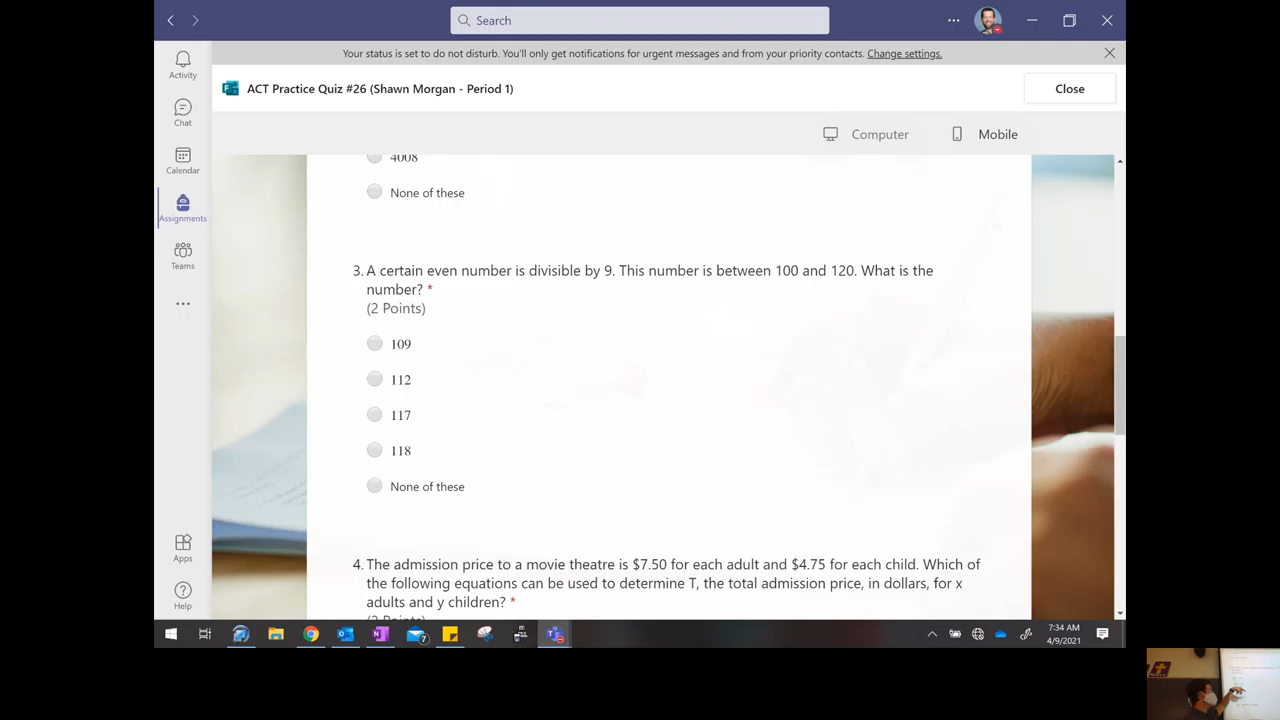 Search
Your status is set to do not disturb. You'll only get notifications for urgent messages and from your priority contacts. Change settings.
Activity
ACT Practice Quiz #26 (Shawn Morgan - Period 1)
Close
Chat
Computer
Mobile
Calendar
4008
None of these
Assignments
Teams
3. A certain even number is divisible by 9. This number is between 100 and 120. What is the
number? *
(2 Points)
109
112
117
118
None of these
Apps
4. The admission price to a movie theatre is $7.50 for each adult and $4.75 for each child. Which of
the following equations can be used to determine T, the total admission price, in dollars, for x
adults and y children? *
(2 Points)
Help
7
7:34 AM
4/9/2021